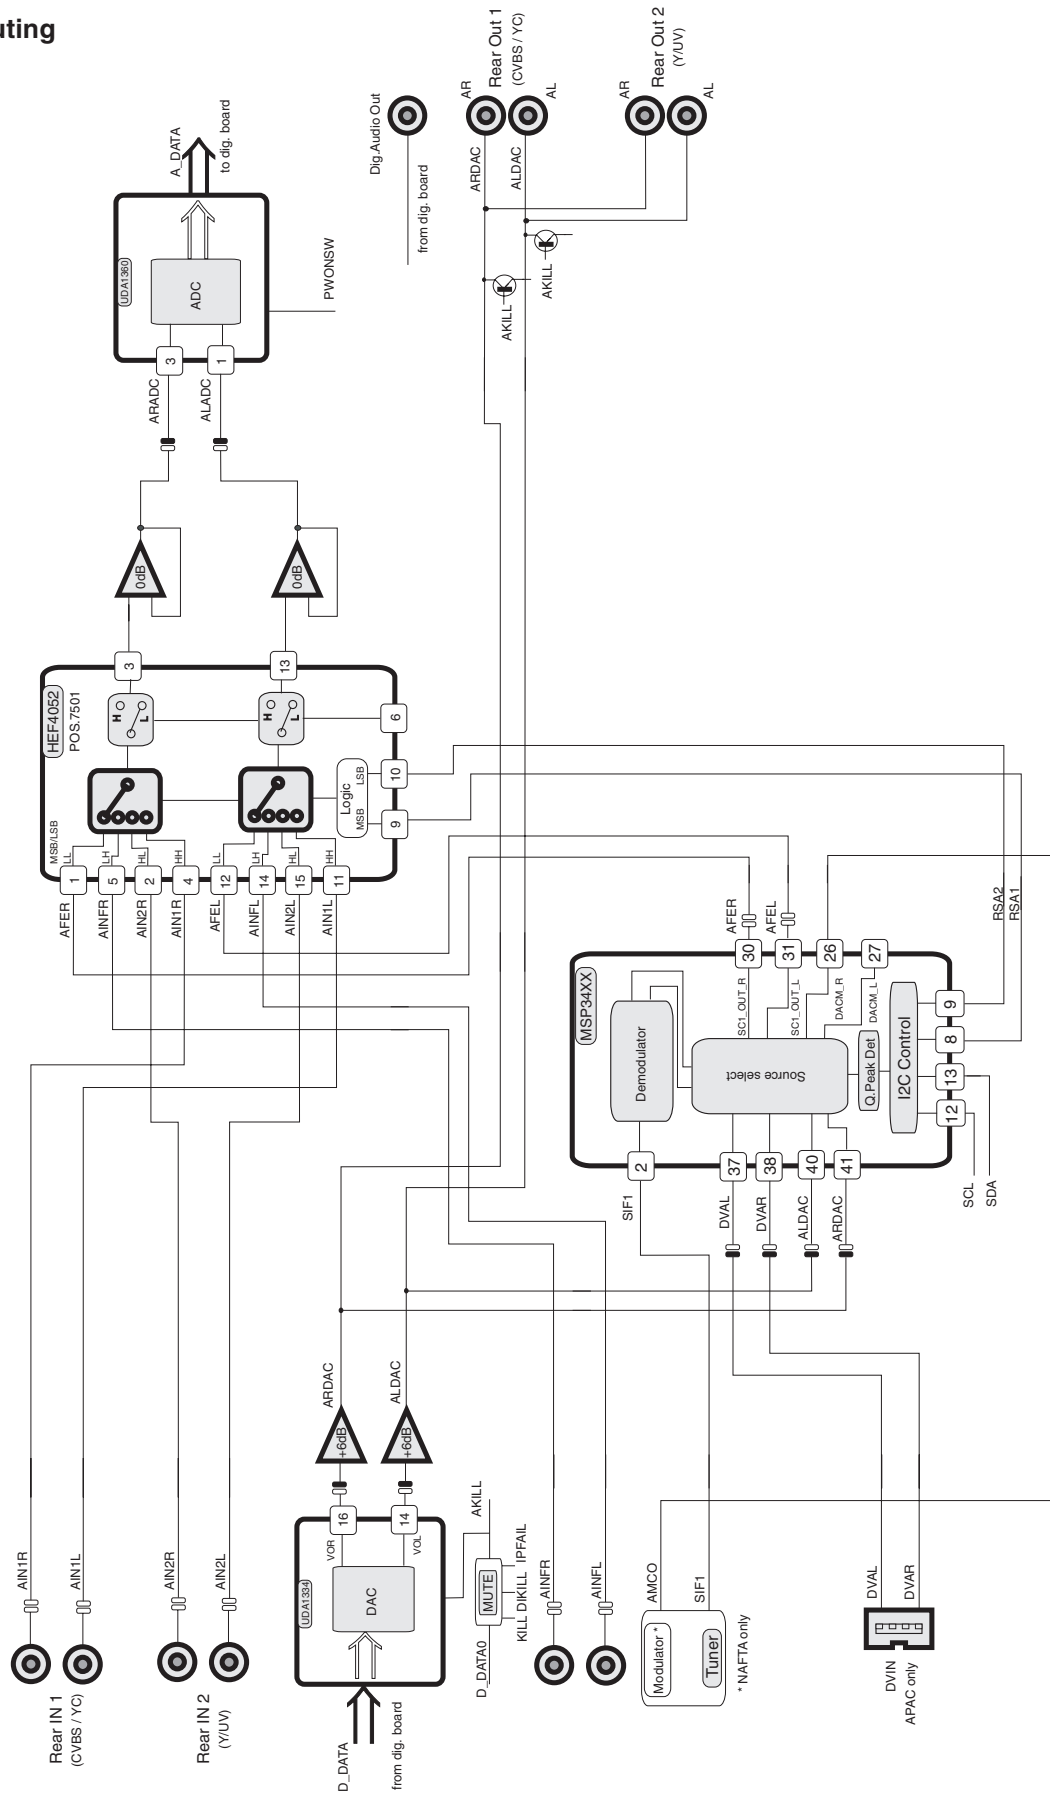 uting
A_DATA
to dig. board
UDA1360
ADC
PWONSW
3
1
ARADC
ALADC
0dB
0dB
Dig.Audio Out
from dig. board
Rear Out 1
(CVBS / YC)
AR
AL
ARDAC
ALDAC
Rear Out 2
(Y/UV)
AR
AL
AKILL
AKILL
HEF4052
POS.7501
3
13
H
L
H
L
6
10
9
Logic
MSB
LSB
MSB/LSB
LL
LH
HL
HH
LL
LH
HL
HH
1
5
2
4
12
14
15
11
AFER
AINFR
AIN2R
AIN1R
AFEL
AINFL
AIN2L
AIN1L
MSP34XX
Demodulator
Source select
Q.Peak Det
I2C Control
AFER
AFEL
30
31
26
27
SC1_OUT_R
SC1_OUT_L
DACM_R
DACM_L
RSA2
RSA1
9
8
13
12
SCL
SDA
2
37
38
40
41
SIF1
DVAL
DVAR
ALDAC
ARDAC
ARDAC
ALDAC
+6dB
+6dB
16
14
VOR
VOL
UDA1334
DAC
D_DATA
from dig. board
AKILL
MUTE
D_DATA0
KILL
DIKILL
IPFAIL
AIN1R
AIN1L
Rear IN 1
(CVBS / YC)
AIN2R
AIN2L
Rear IN 2
(Y/UV)
AINFR
AINFL
AMCO
SIF1
Modulator *
Tuner
* NAFTA only
DVAL
DVAR
DVIN
APAC only